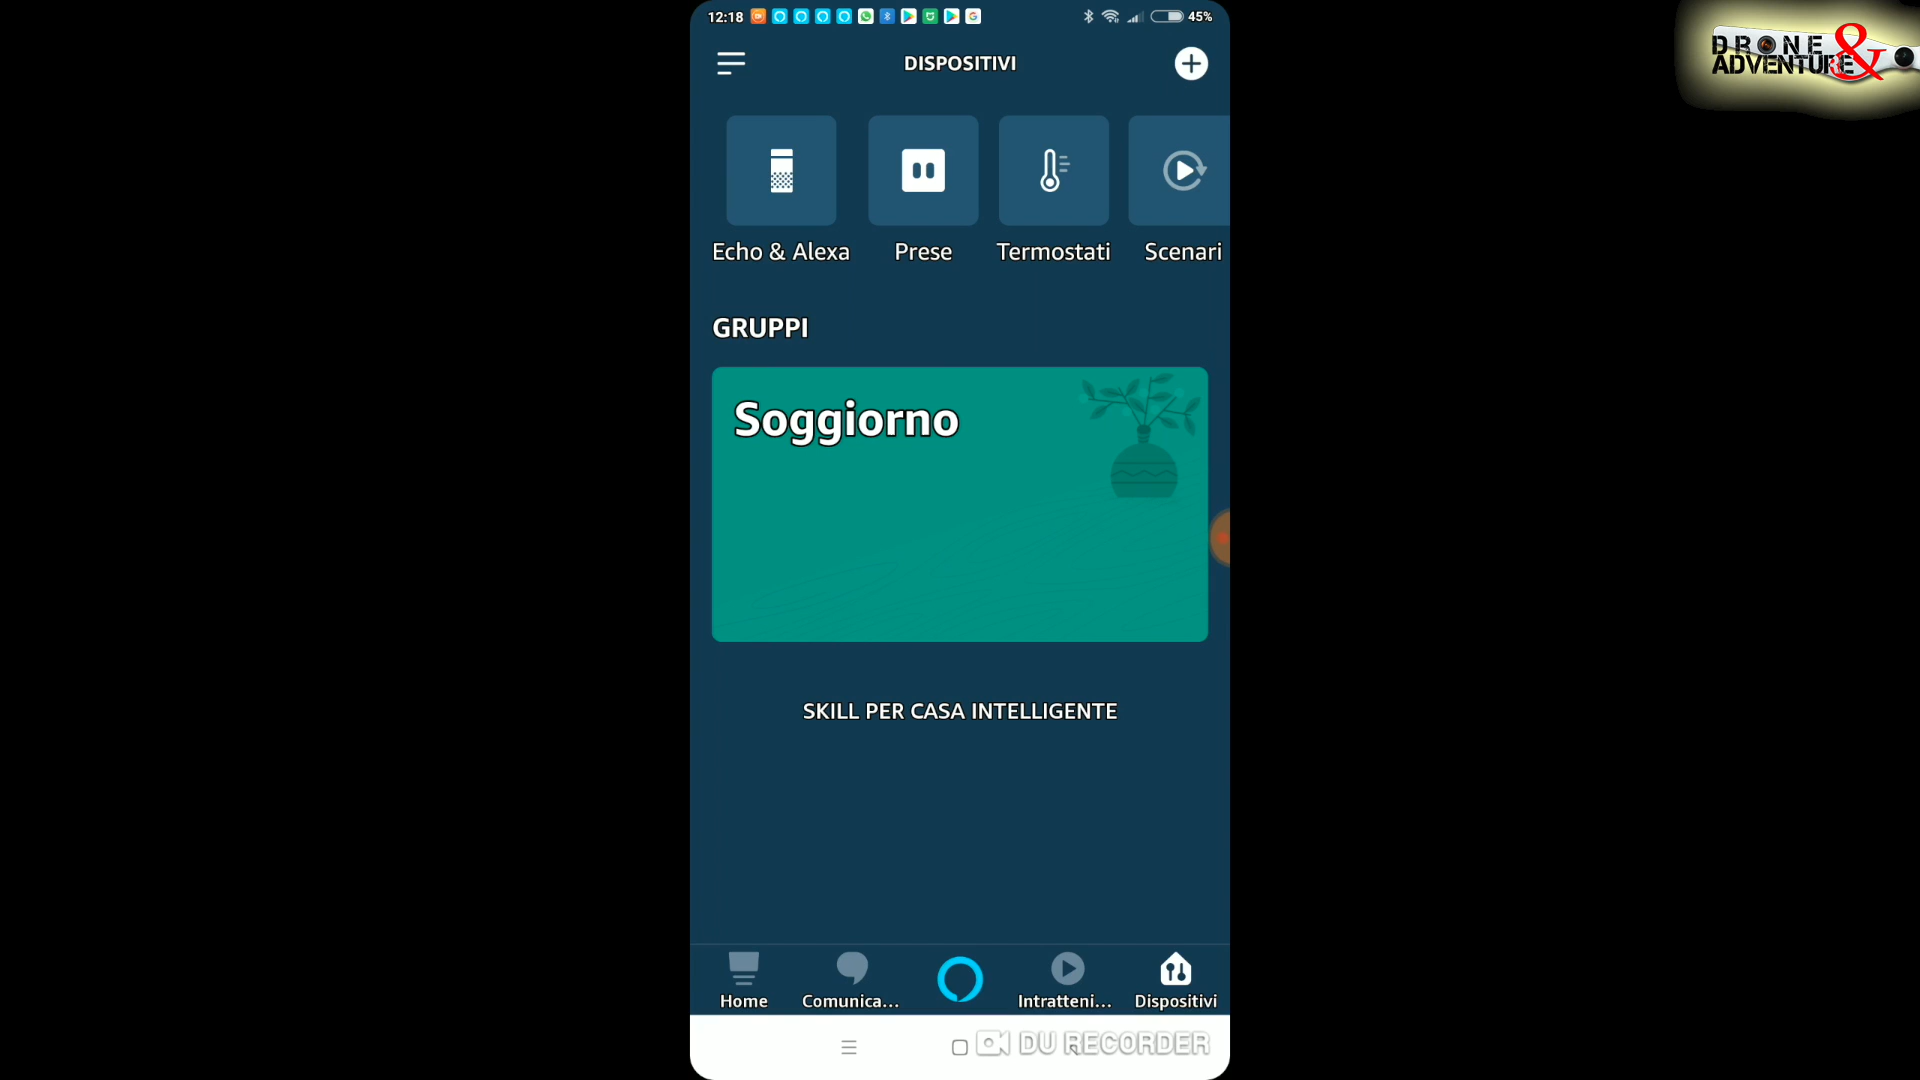 12:18
45%
DRONE &
ADVENTURE
DISPOSITIVI
Echo & Alexa
Prese
Termostati
Scenari
GRUPPI
Soggiorno
SKILL PER CASA INTELLIGENTE
Home
Comunica...
Intratteni...
Dispositivi
DU RECORDER